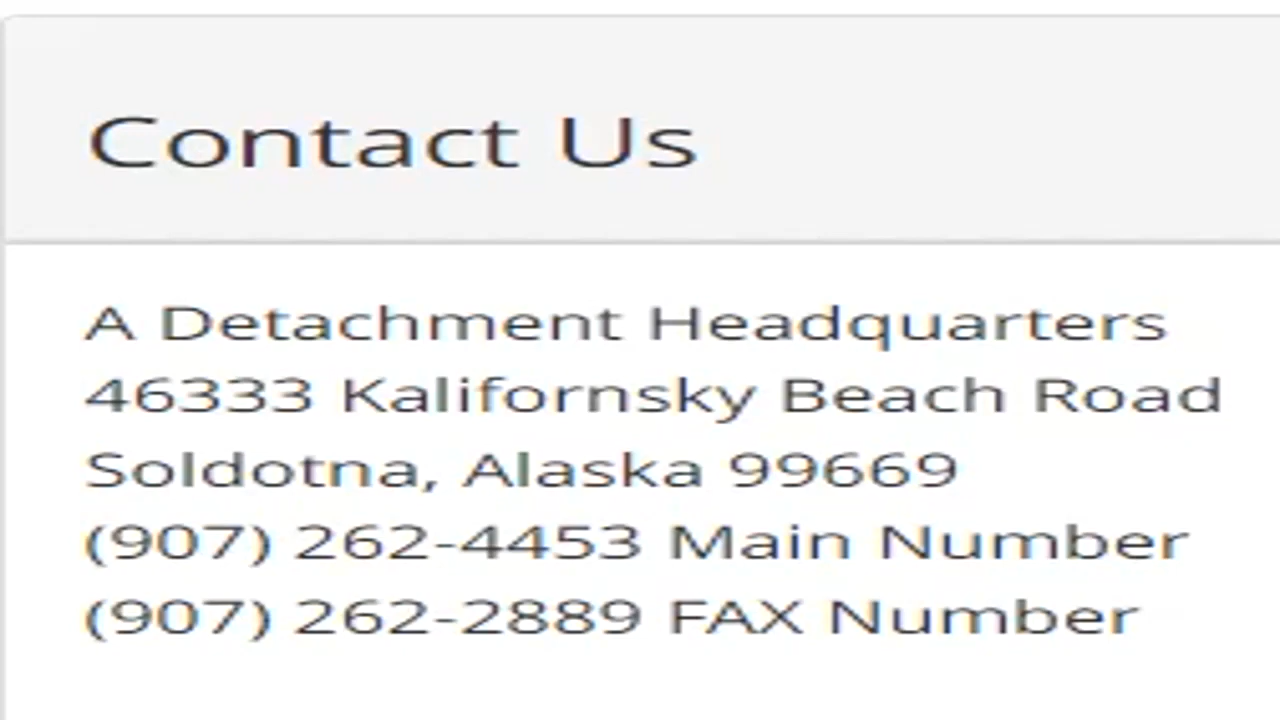 Contact Us
A Detachment Headquarters
46333 Kalifornsky Beach Road
Soldotna, Alaska 99669
(907) 262-4453 Main Number
(907) 262-2889 FAX Number